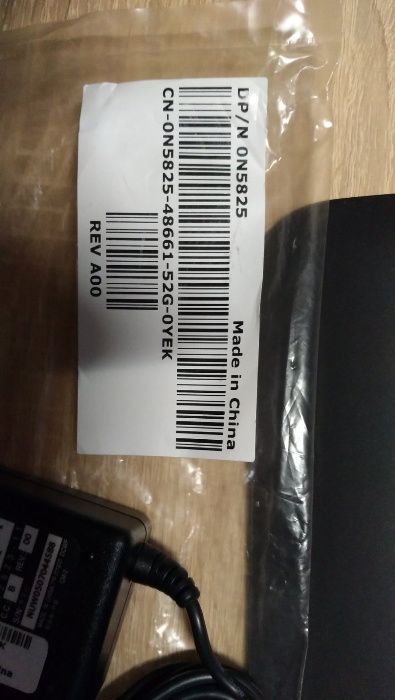 DP/N 0N5825
Made in China
CN-0N5825-48661-52G-0YEK
REV A00